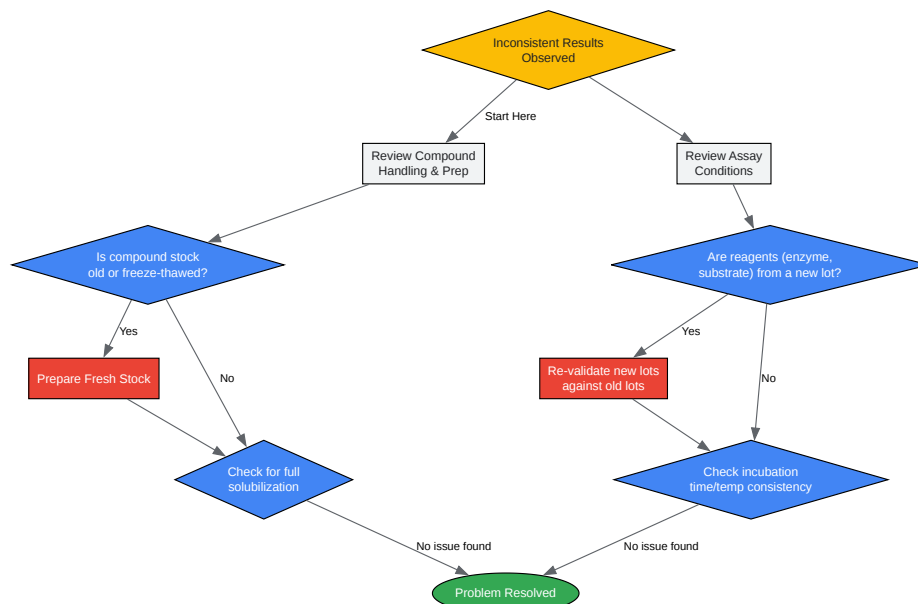 Inconsistent Results
Observed
Start Here
Review Compound
Handling & Prep
Review Assay
Conditions
Is compound stock
old or freeze-thawed?
Are reagents (enzyme,
substrate) from a new lot?
Yes
Yes
Prepare Fresh Stock
No
Re-validate new lots
against old lots
No
Check for full
solubilization
Check incubation
time/temp consistency
No issue found
No issue found
Problem Resolved